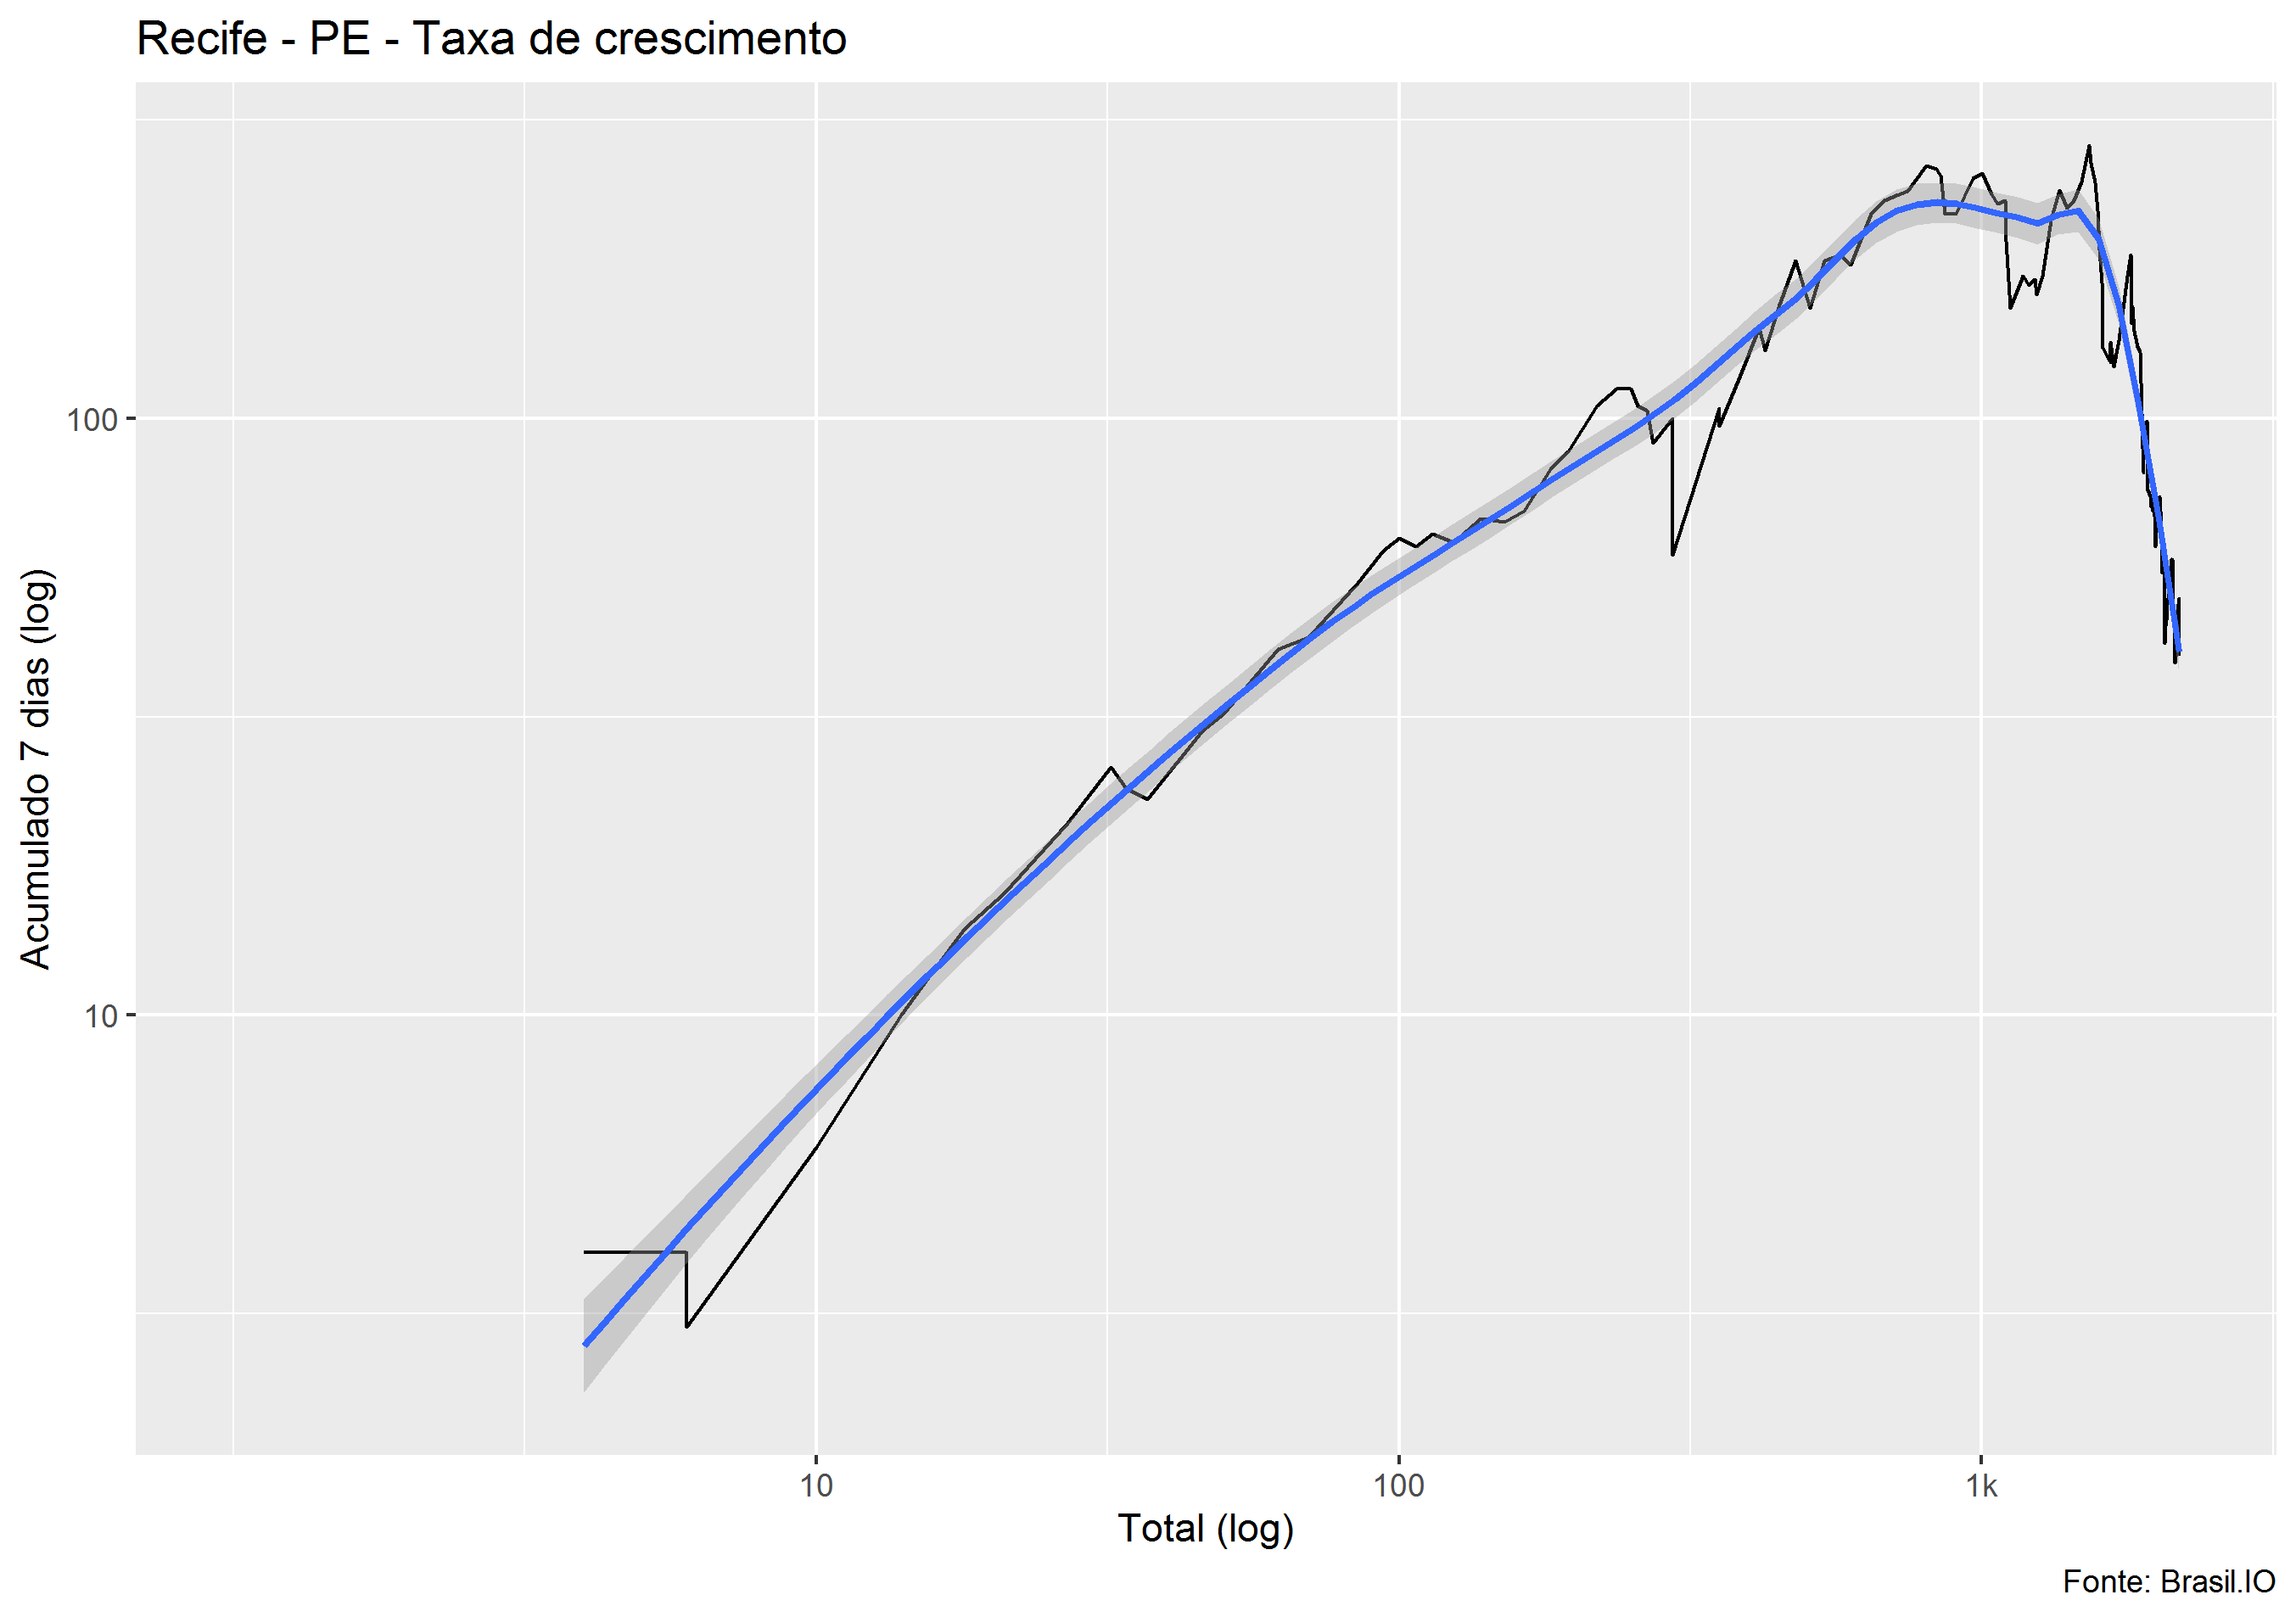 Recife - PE - Taxa de crescimento
Acumulado 7 dias (log)
100
10
10
100
1k
Total (log)
Fonte: Brasil.IO